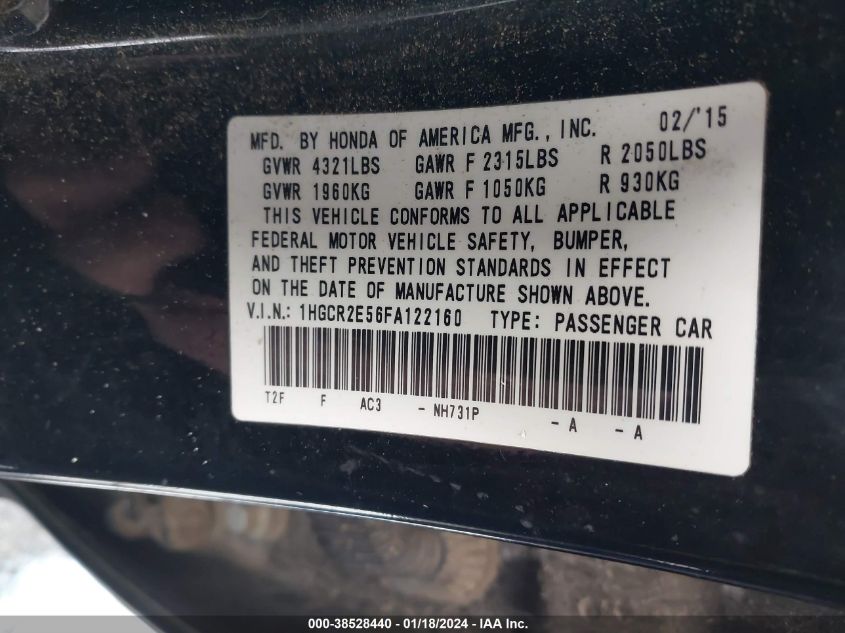 MFD. BY HONDA OF AMERICA MFG., INC. 02/'15
GVWR 4321LBS GAWR F 2315LBS R 2050LBS
GVWR 1960KG GAWR F 1050KG R 930KG
THIS VEHICLE CONFORMS TO ALL APPLICABLE
FEDERAL MOTOR VEHICLE SAFETY, BUMPER,
AND THEFT PREVENTION STANDARDS IN EFFECT
ON THE DATE OF MANUFACTURE SHOWN ABOVE.
V.I.N.: 1HGCR2E56FA122160 TYPE: PASSENGER CAR
T2F F AC3 - NH731P - A - A
000-38528440 - 01/18/2024 - IAA Inc.